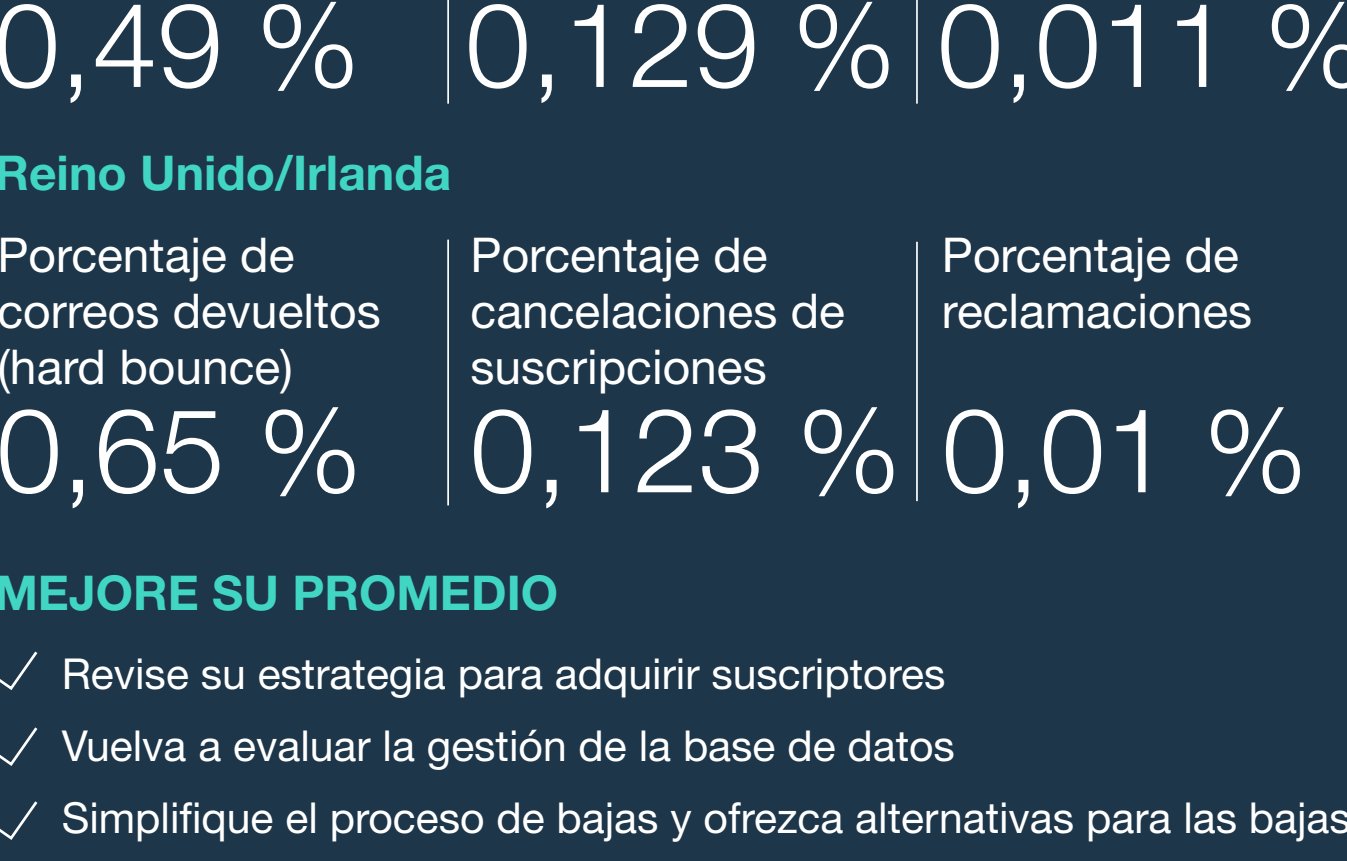 0,49 % 0,129 % 0,011 %
Reino Unido/Irlanda
Porcentaje de
correos devueltos
(hard bounce)
0,65 %
Porcentaje de
cancelaciones de
suscripciones
0,123 %
Porcentaje de
reclamaciones
0,01 %
MEJORE SU PROMEDIO
Revise su estrategia para adquirir suscriptores
Vuelva a evaluar la gestión de la base de datos
Simplifique el proceso de bajas y ofrezca alternativas para las bajas